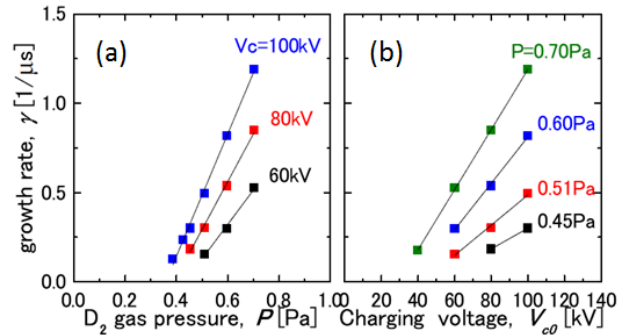 (a)
Vc=100kV
80kV
60kV
(b)
P=0.70Pa
0.60Pa
0.51Pa
0.45Pa
growth rate, γ [1/μs]
1.5
1.0
0.5
0.0
0.0 0.2 0.4 0.6 0.8 1.0
0 20 40 60 80 100 120 140
D₂ gas pressure, P [Pa]
Charging voltage, V_c0 [kV]